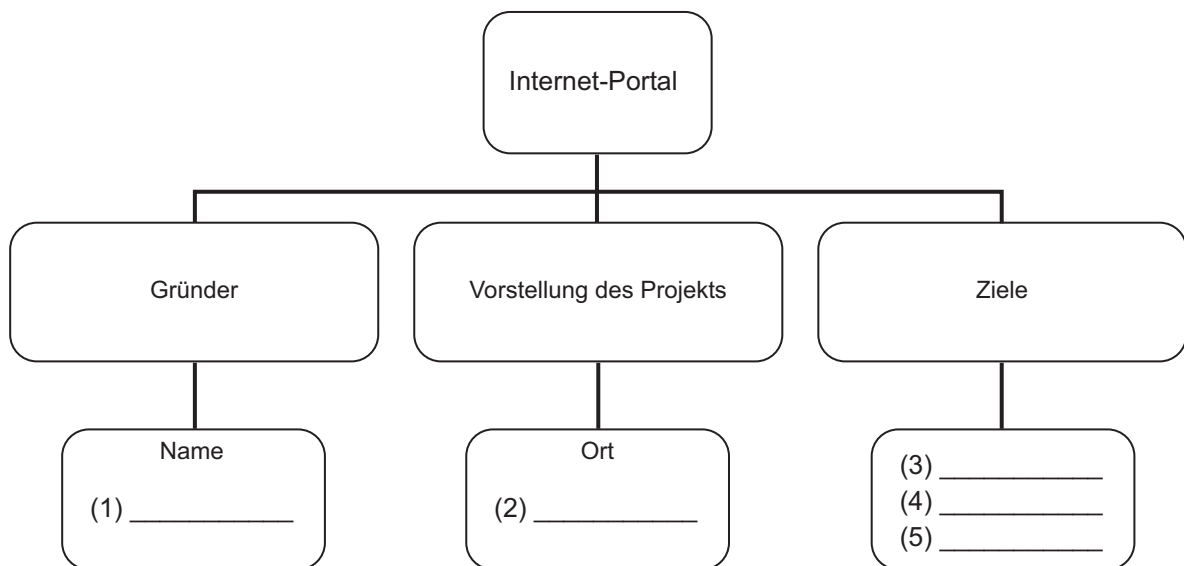 Internet-Portal
Gründer
Vorstellung des Projekts
Ziele
Name
(1) ___________
Ort
(2) ___________
(3) ___________
(4) ___________
(5) ___________